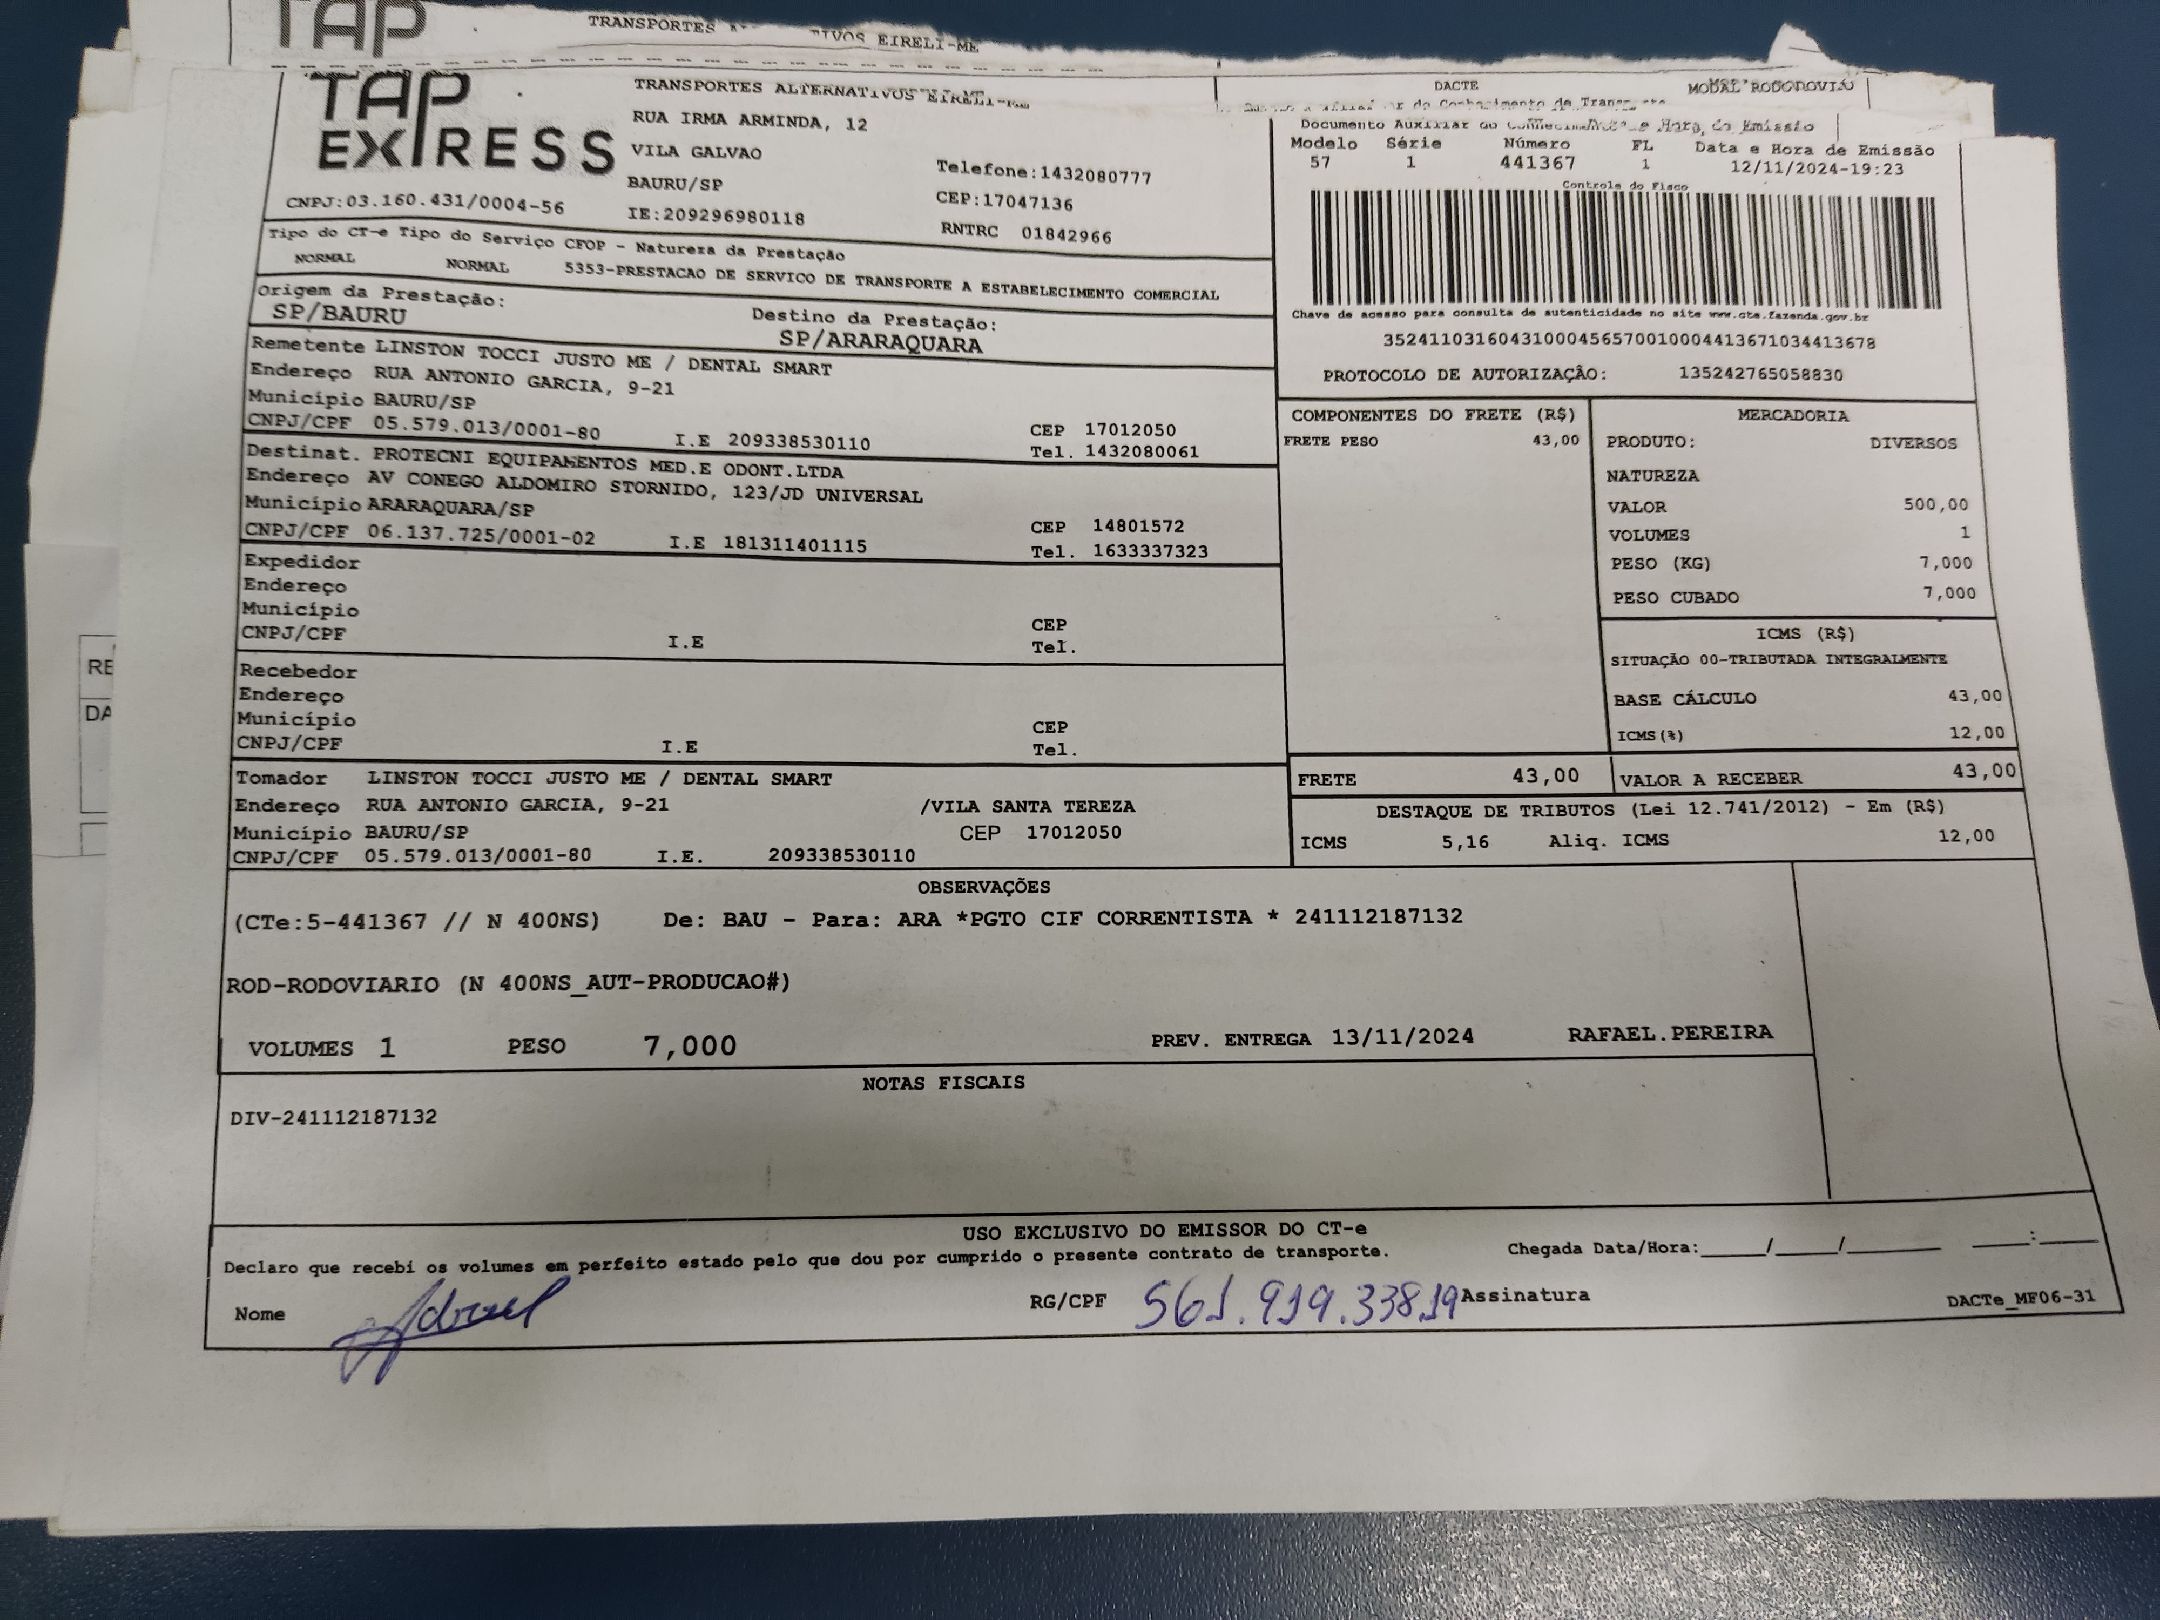 TAP
TRANSPORTES
TIVOS EIRELI-ME
TAP EXPRESS
TRANSPORTES ALTERNATIVOS EIRELI-ME
RUA IRMA ARMINDA, 12
VILA GALVAO
BAURU/SP
IE:209296980118
Telefone:1432080777
CEP:17047136
RNTRC 01842966
CNPJ:03.160.431/0004-56
DACTE
MODAL RODOVIÁRIO
Documento Auxiliar do
Modelo Série Número FL Data e Hora de Emissão
57 1 441367 1 12/11/2024-19:23
Controle do Fisco
Chave de acesso para consulta de autenticidade no site www.cte.fazenda.gov.br
35241103160431000456570010004413671034413678
PROTOCOLO DE AUTORIZAÇÃO: 135242765058830
Tipo do CT-e Tipo do Serviço CFOP - Natureza da Prestação
NORMAL NORMAL 5353-PRESTACAO DE SERVICO DE TRANSPORTE A ESTABELECIMENTO COMERCIAL
Origem da Prestação: Destino da Prestação:
SP/BAURU SP/ARARAQUARA
Remetente LINSTON TOCCI JUSTO ME / DENTAL SMART
Endereço RUA ANTONIO GARCIA, 9-21
Município BAURU/SP CEP 17012050
CNPJ/CPF 05.579.013/0001-80 I.E 209338530110 Tel. 1432080061
Destinat. PROTECNI EQUIPAMENTOS MED.E ODONT.LTDA
Endereço AV CONEGO ALDOMIRO STORNIDO, 123/JD UNIVERSAL
Município ARARAQUARA/SP CEP 14801572
CNPJ/CPF 06.137.725/0001-02 I.E 181311401115 Tel. 1633337323
Expedidor
Endereço
Município CEP
CNPJ/CPF I.E Tel.
Recebedor
Endereço
Município CEP
CNPJ/CPF I.E Tel.
Tomador LINSTON TOCCI JUSTO ME / DENTAL SMART
Endereço RUA ANTONIO GARCIA, 9-21 /VILA SANTA TEREZA
Município BAURU/SP CEP 17012050
CNPJ/CPF 05.579.013/0001-80 I.E. 209338530110
COMPONENTES DO FRETE (R$)
FRETE PESO 43,00
MERCADORIA
PRODUTO: DIVERSOS
NATUREZA
VALOR 500,00
VOLUMES 1
PESO (KG) 7,000
PESO CUBADO 7,000
ICMS (R$)
SITUAÇÃO 00-TRIBUTADA INTEGRALMENTE
BASE CÁLCULO 43,00
ICMS(%) 12,00
FRETE 43,00 VALOR A RECEBER 43,00
DESTAQUE DE TRIBUTOS (Lei 12.741/2012) - Em (R$)
ICMS 5,16 Aliq. ICMS 12,00
OBSERVAÇÕES
(CTe:5-441367 // N 400NS) De: BAU - Para: ARA *PGTO CIF CORRENTISTA * 241112187132
ROD-RODOVIARIO (N 400NS_AUT-PRODUCAO#)
VOLUMES 1 PESO 7,000 PREV. ENTREGA 13/11/2024 RAFAEL.PEREIRA
NOTAS FISCAIS
DIV-241112187132
USO EXCLUSIVO DO EMISSOR DO CT-e
Declaro que recebi os volumes em perfeito estado pelo que dou por cumprido o presente contrato de transporte. Chegada Data/Hora:_____/_____/________ _____:_____
Nome RG/CPF 561.919.338.19 Assinatura DACTe_MF06-31
RE
DA